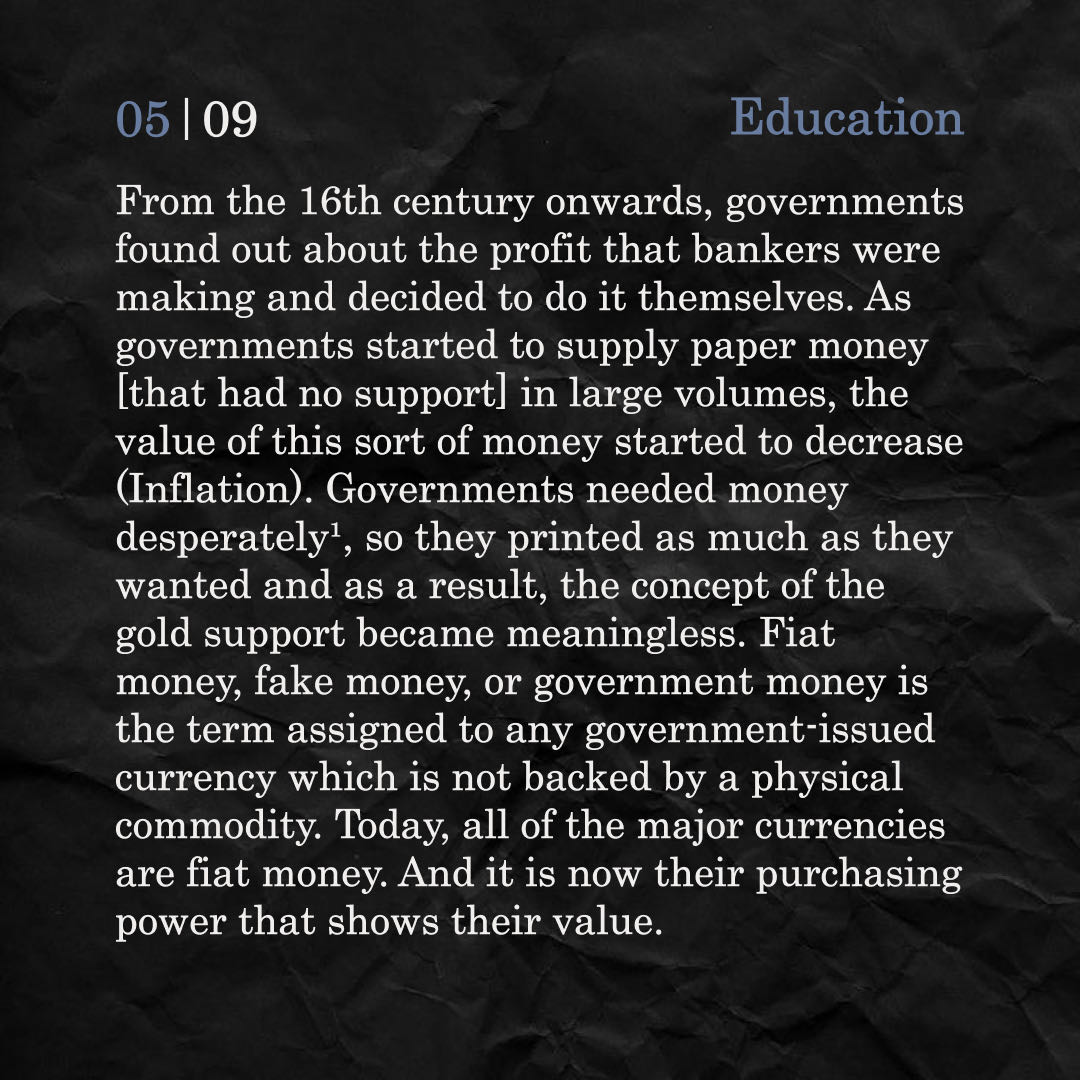 05 | 09
Education
From the 16th century onwards, governments
found out about the profit that bankers were
making and decided to do it themselves. As
governments started to supply paper money
[that had no support] in large volumes, the
value of this sort of money started to decrease
(Inflation). Governments needed money
desperately¹, so they printed as much as they
wanted and as a result, the concept of the
gold support became meaningless. Fiat
money, fake money, or government money is
the term assigned to any government-issued
currency which is not backed by a physical
commodity. Today, all of the major currencies
are fiat money. And it is now their purchasing
power that shows their value.